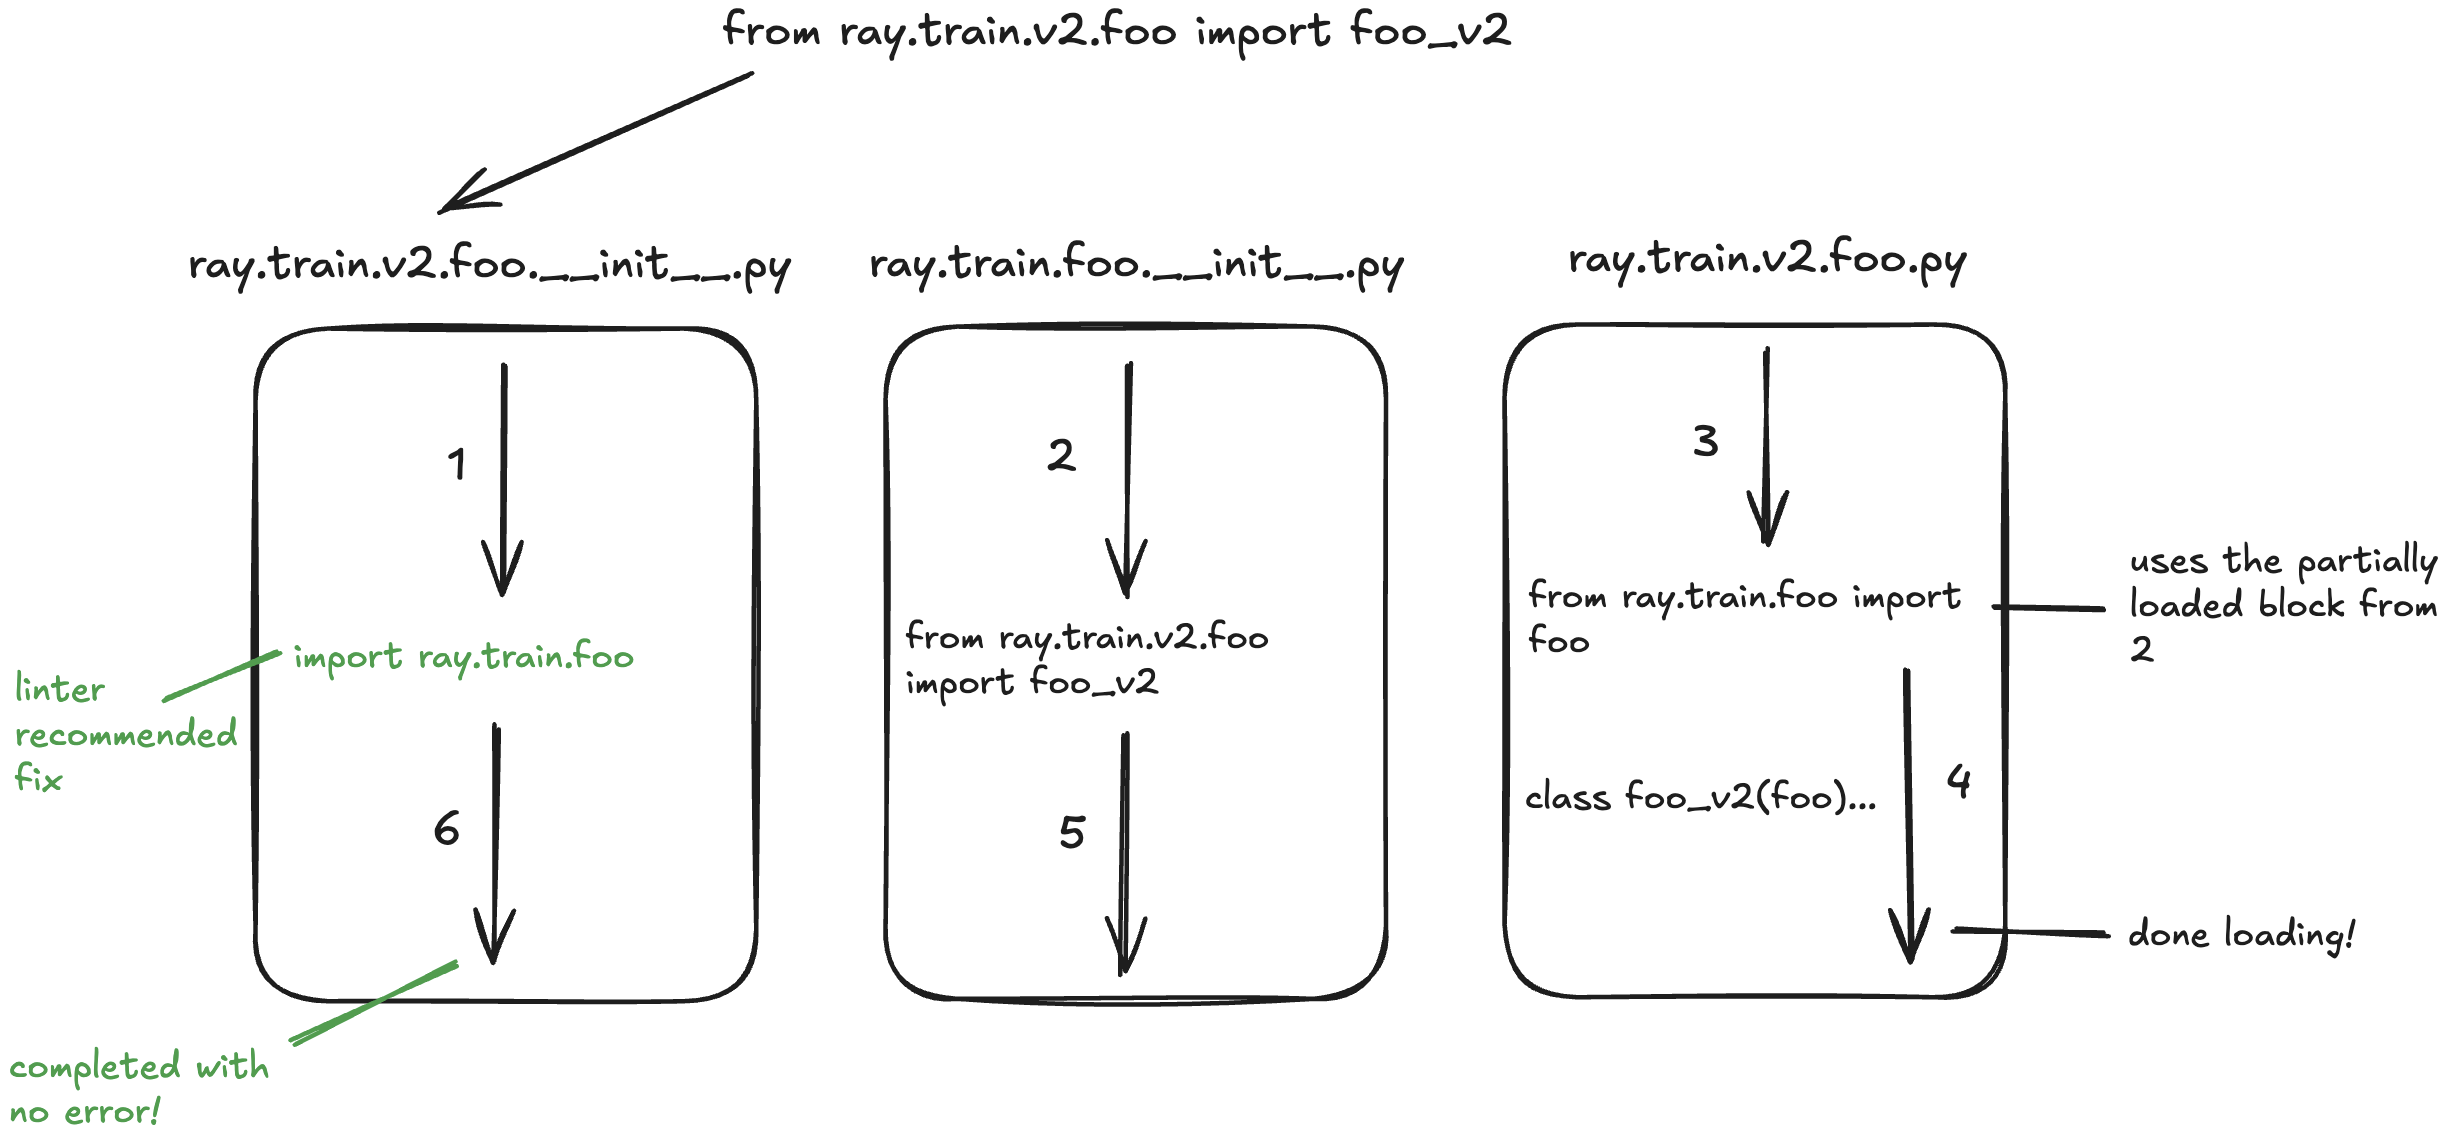 from ray.train.v2.foo import foo_v2
ray.train.v2.foo.__init__.py
ray.train.foo.__init__.py
ray.train.v2.foo.py
1
import ray.train.foo
linter
recommended
fix
6
completed with
no error!
2
from ray.train.v2.foo
import foo_v2
5
3
from ray.train.foo import
foo
uses the partially
loaded block from
2
class foo_v2(foo)...
4
done loading!